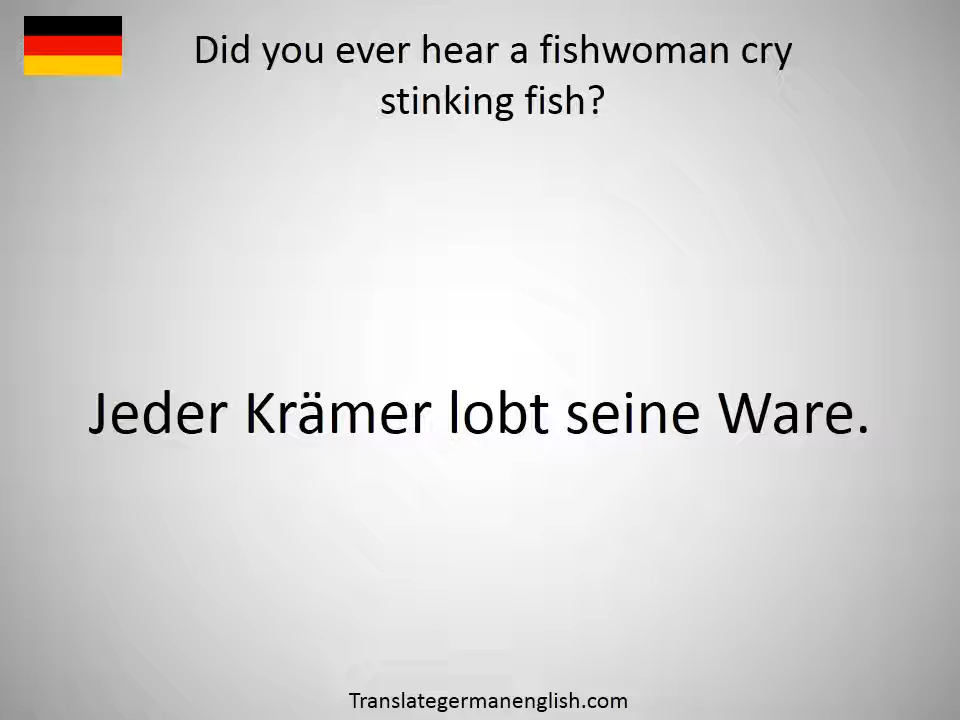 Did you ever hear a fishwoman cry
stinking fish?
Jeder Krämer lobt seine Ware.
Translategermanenglish.com